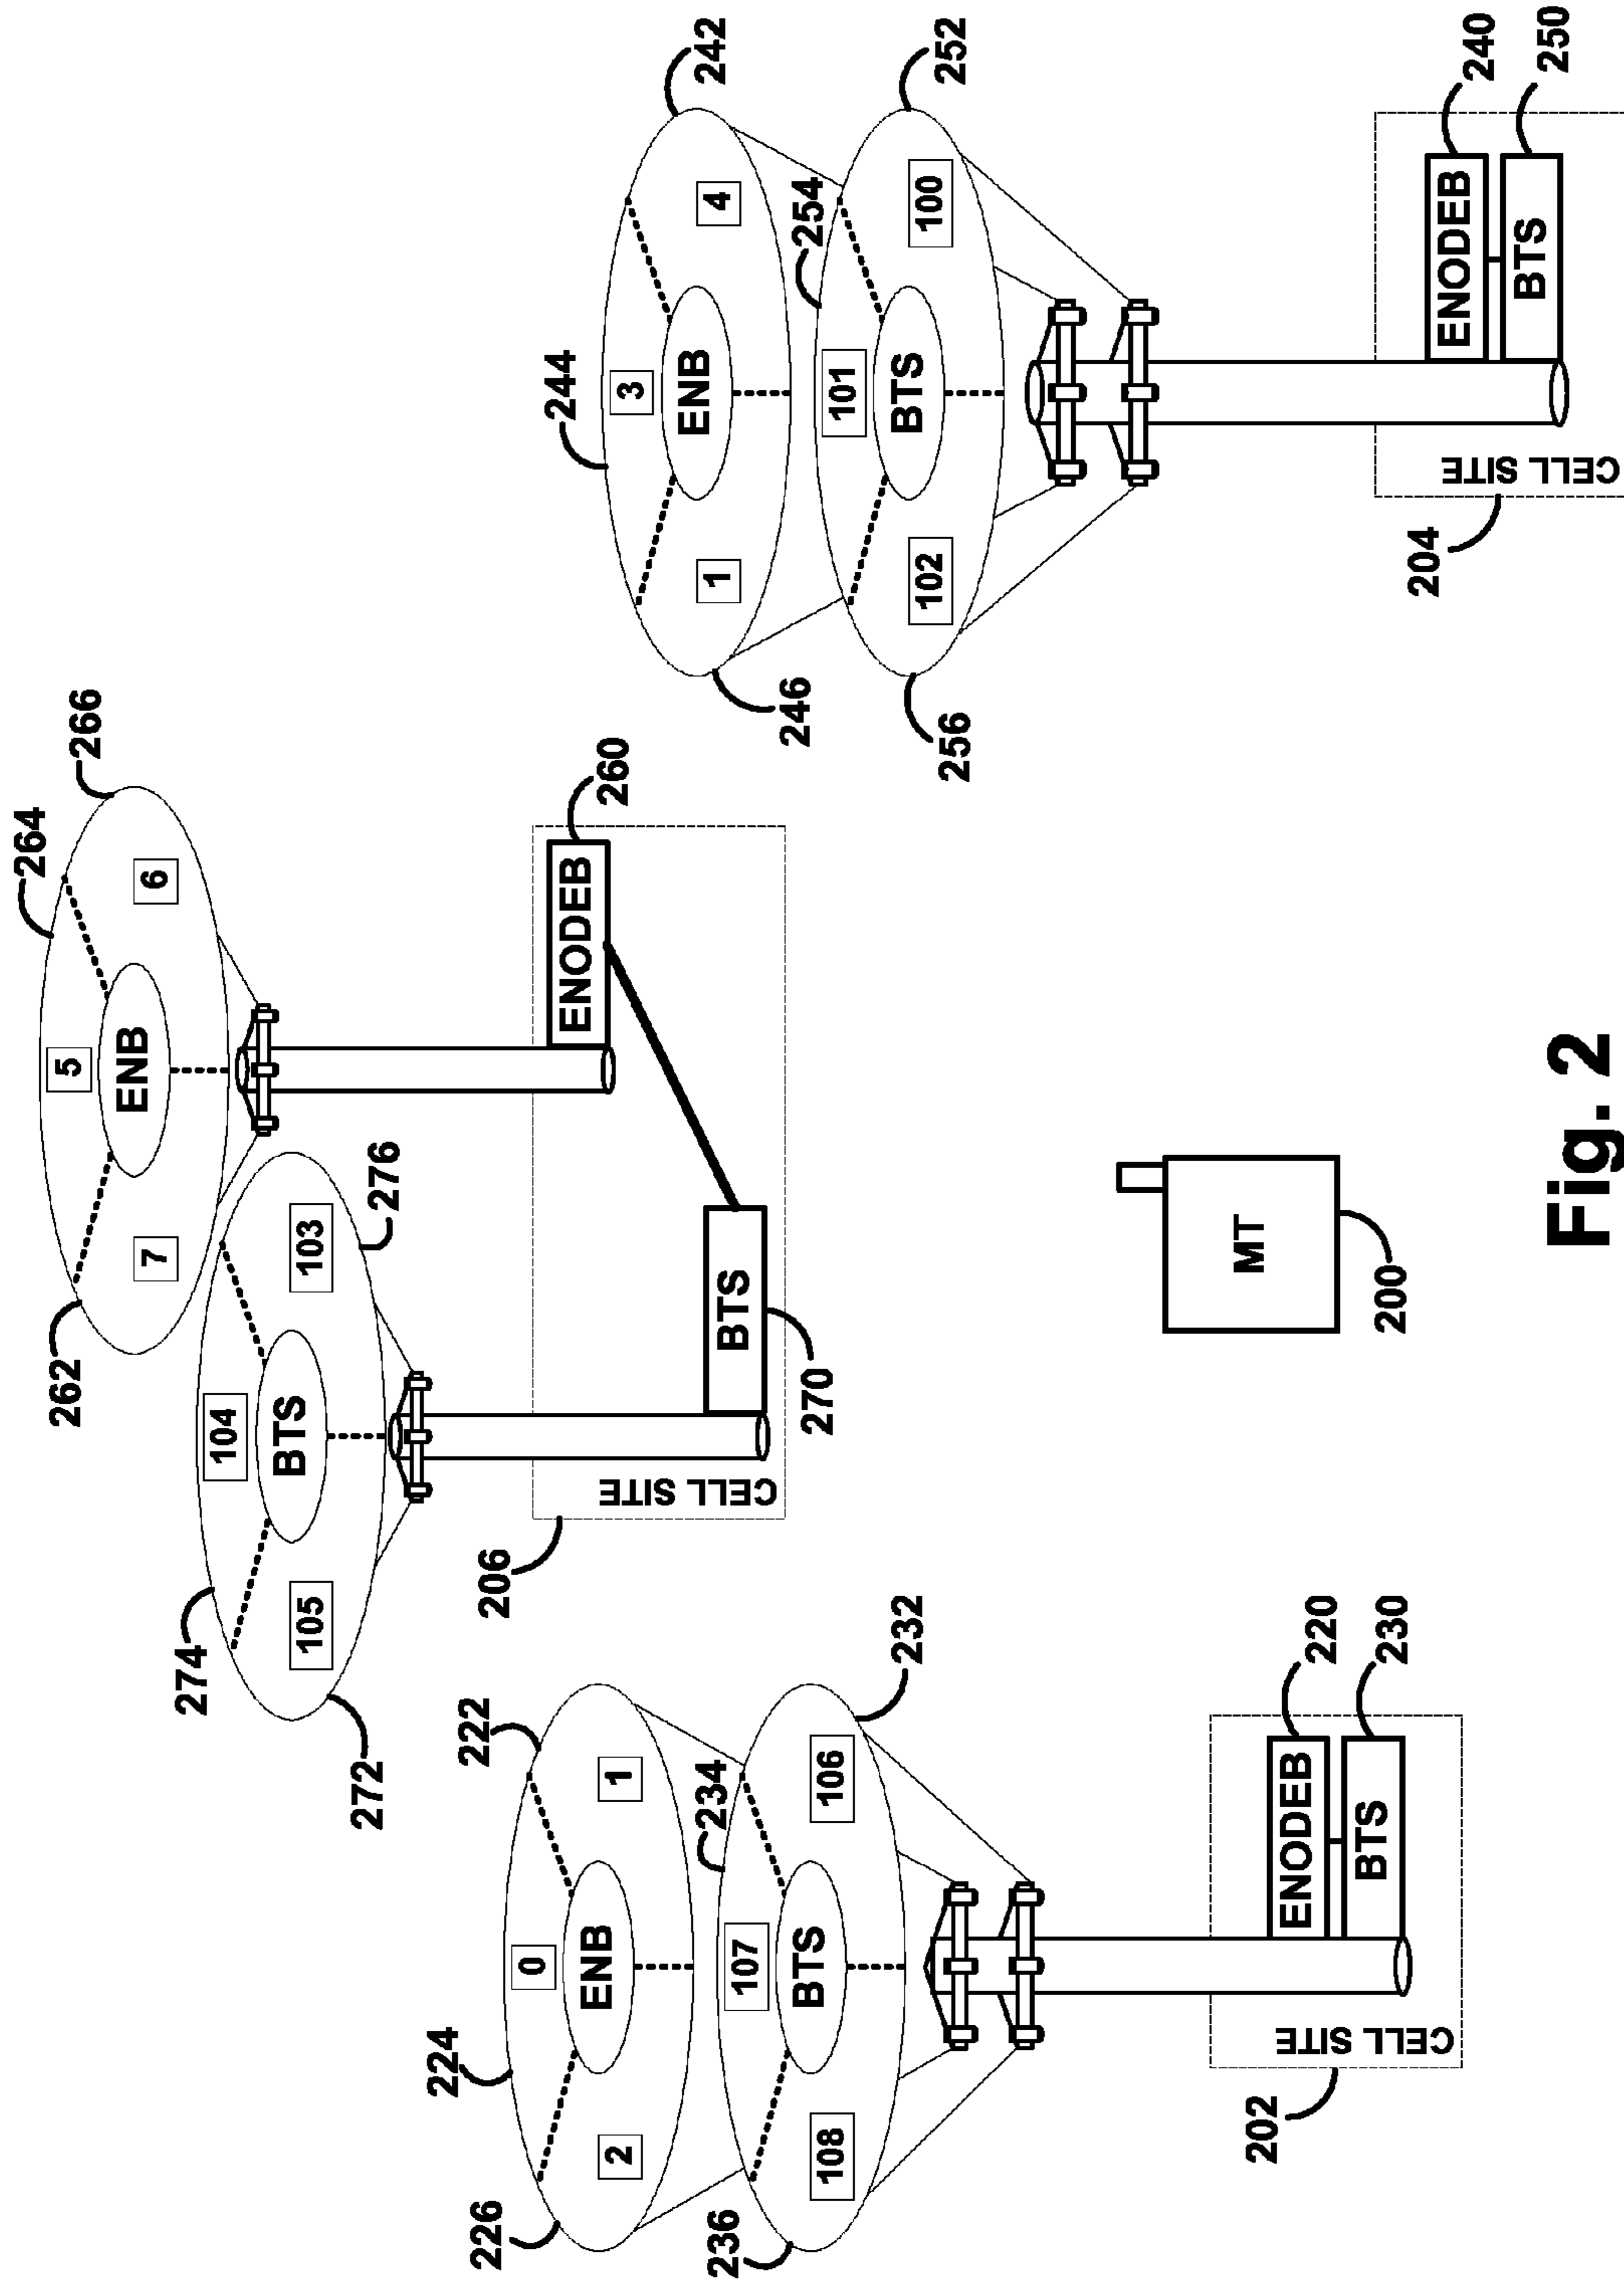 264
266
262
5
6
7
ENB
276
274
272
104
103
105
BTS
260
ENODEB
BTS
270
CELL SITE
206
222
224
226
0
1
2
ENB
232
234
236
107
106
108
BTS
220
ENODEB
230
BTS
CELL SITE
202
242
244
246
3
4
1
ENB
252
254
256
101
100
102
BTS
240
ENODEB
250
BTS
CELL SITE
204
MT
200
Fig. 2